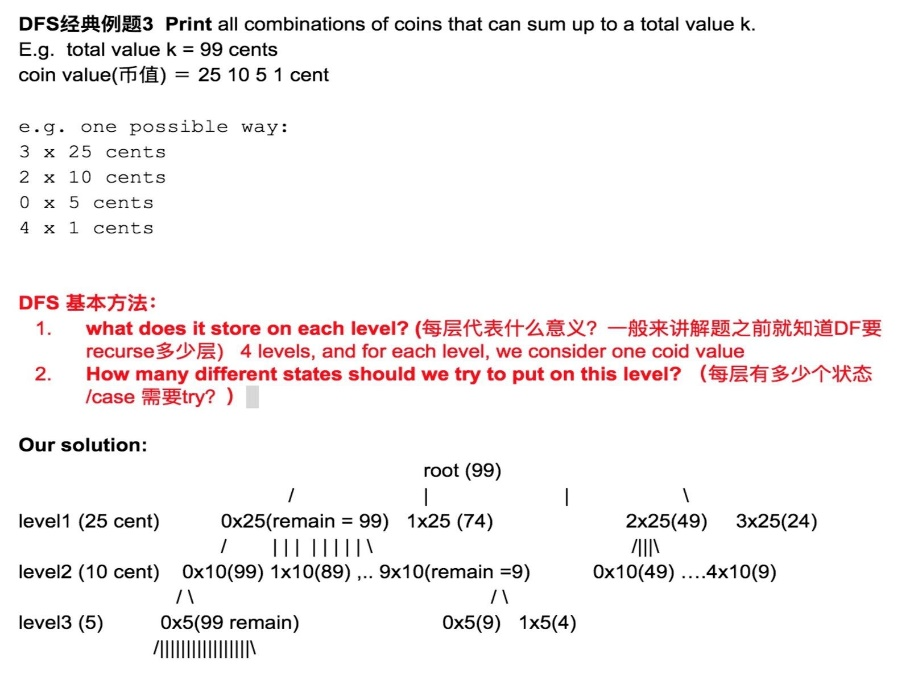 DFS经典例题3  Print all combinations of coins that can sum up to a total value k.
E.g.  total value k = 99 cents
coin value(币值) = 25 10 5 1 cent
e.g. one possible way:
3 x 25 cents
2 x 10 cents
0 x 5 cents
4 x 1 cents
DFS 基本方法：
1. what does it store on each level? (每层代表什么意义？ 一般来讲解题之前就知道DF要
recurse多少层)   4 levels, and for each level, we consider one coid value
2. How many different states should we try to put on this level? （每层有多少个状态
/case 需要try? ）
Our solution:
root (99)
/ | | \
level1 (25 cent) 0x25(remain = 99) 1x25 (74) 2x25(49) 3x25(24)
/ | | | | | | | | \ /|||\
level2 (10 cent) 0x10(99) 1x10(89) ,.. 9x10(remain =9) 0x10(49) ….4x10(9)
/ \ / \
level3 (5) 0x5(99 remain) 0x5(9) 1x5(4)
/|||||||||||||||||\